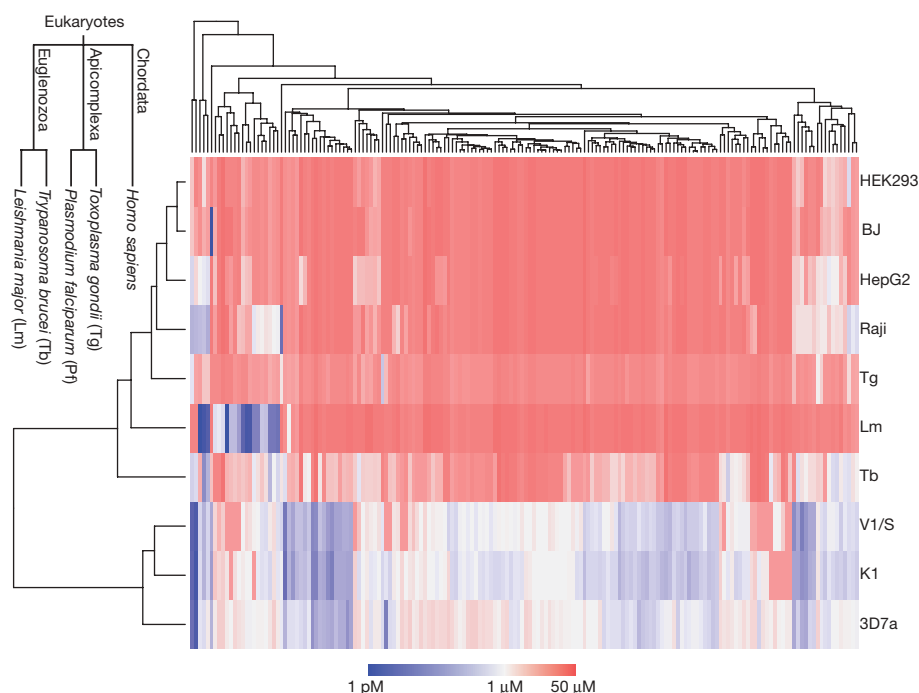 Eukaryotes
Euglenozoa
Apicomplexa
Chordata
Leishmania major (Lm)
Trypanosoma brucei (Tb)
Plasmodium falciparum (Pf)
Toxoplasma gondii (Tg)
Homo sapiens
HEK293
BJ
HepG2
Raji
Tg
Lm
Tb
V1/S
K1
3D7a
1 pM 1 μM 50 μM